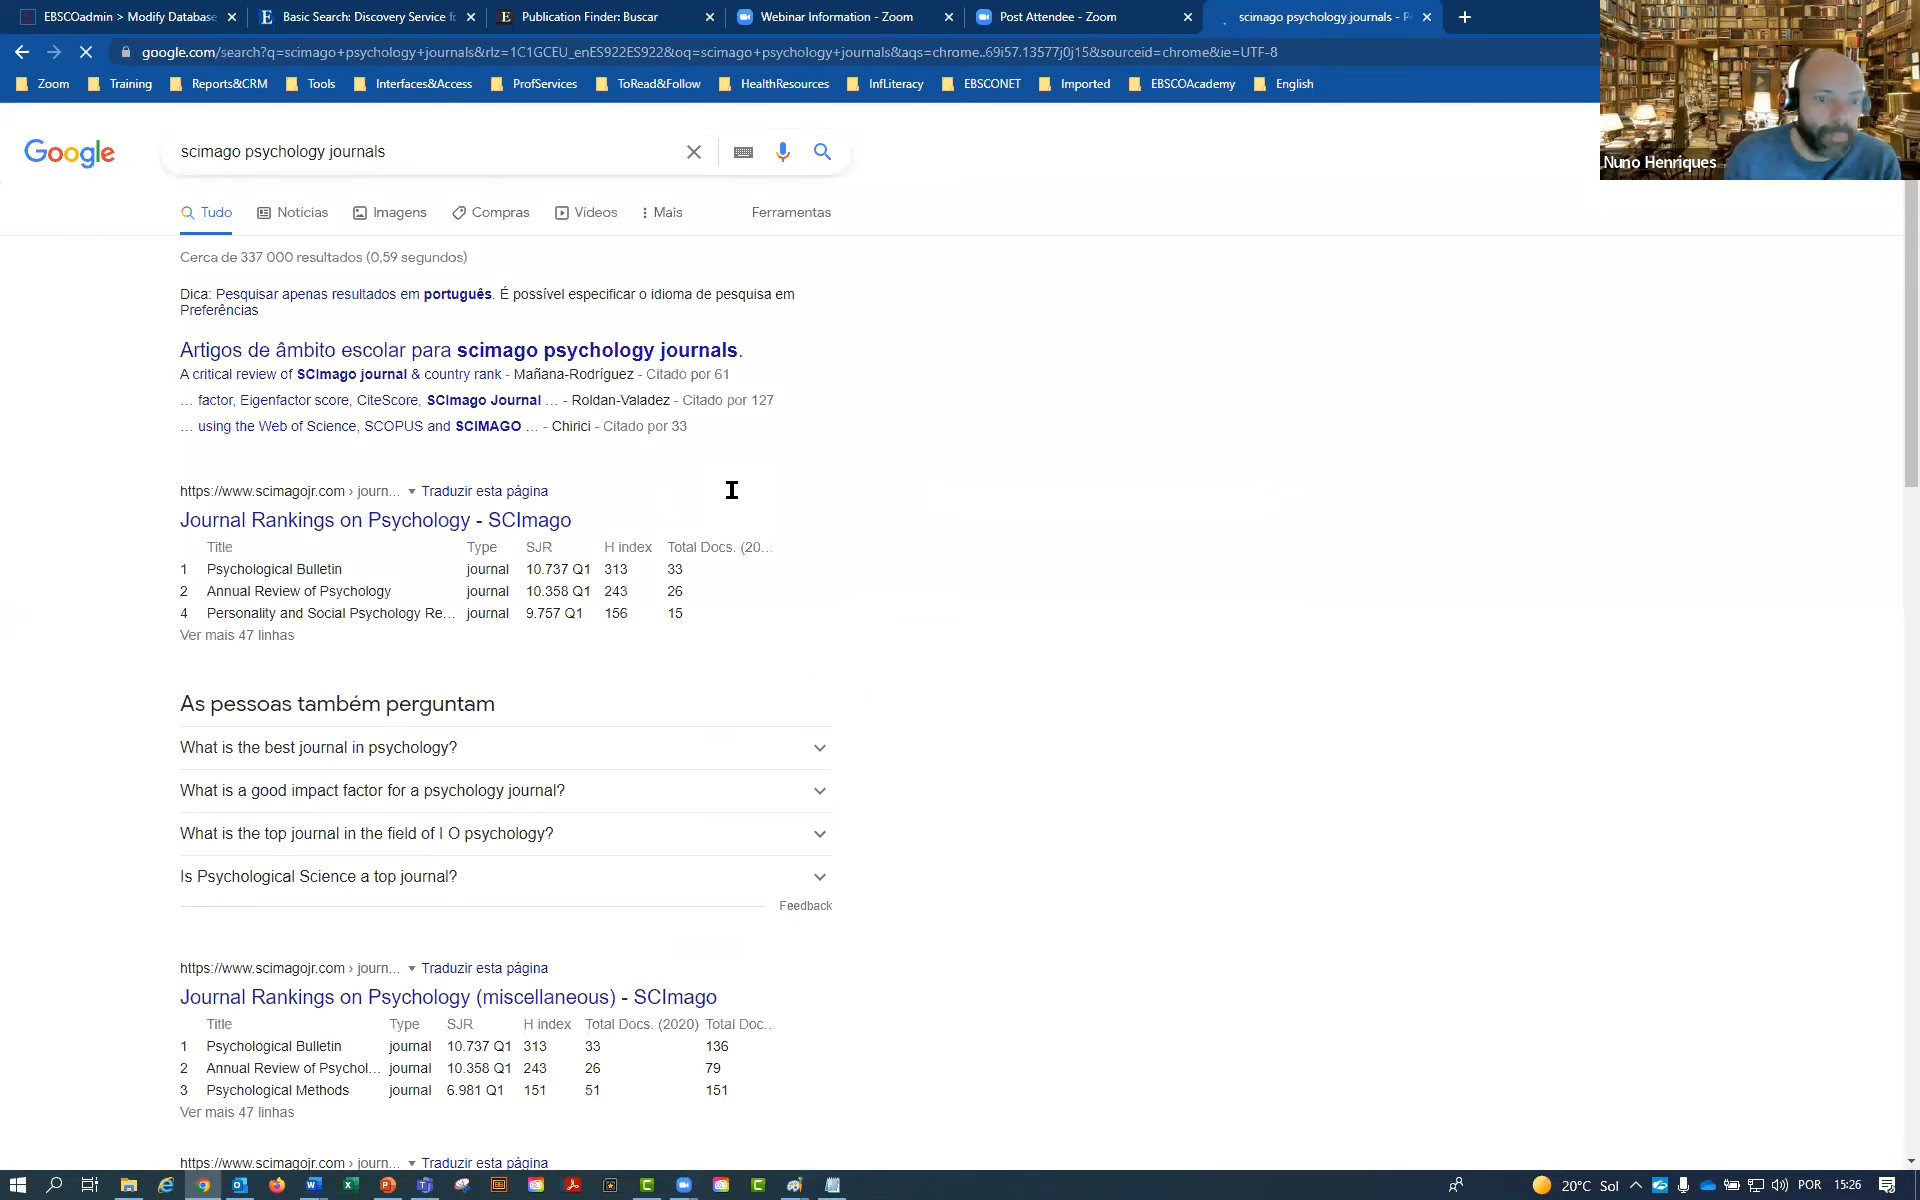 EBSCOadmin > Modify Database
Basic Search: Discovery Service fo
Publication Finder: Buscar
Webinar Information - Zoom
Post Attendee - Zoom
scimago psychology journals - P
google.com/search?q=scimago+psychology+journals&rlz=1C1GCEU_enES922ES922&oq=scimago+psychology+journals&aqs=chrome..69i57.13577j0j15&sourceid=chrome&ie=UTF-8
Zoom
Training
Reports&CRM
Tools
Interfaces&Access
ProfServices
ToRead&Follow
HealthResources
InfLiteracy
EBSCONET
Imported
EBSCOAcademy
English
Nuno Henriques
Google
scimago psychology journals
Tudo
Notícias
Imagens
Compras
Vídeos
Mais
Ferramentas
Cerca de 337 000 resultados (0,59 segundos)
Dica: Pesquisar apenas resultados em português. É possível especificar o idioma de pesquisa em
Preferências
Artigos de âmbito escolar para scimago psychology journals.
A critical review of SCImago journal & country rank - Mañana-Rodríguez - Citado por 61
… factor, Eigenfactor score, CiteScore, SCImago Journal … - Roldan-Valadez - Citado por 127
… using the Web of Science, SCOPUS and SCIMAGO … - Chirici - Citado por 33
https://www.scimagojr.com › journ... Traduzir esta página
Journal Rankings on Psychology - SCImago
Title Type SJR H index Total Docs. (20...
1 Psychological Bulletin journal 10.737 Q1 313 33
2 Annual Review of Psychology journal 10.358 Q1 243 26
4 Personality and Social Psychology Re... journal 9.757 Q1 156 15
Ver mais 47 linhas
As pessoas também perguntam
What is the best journal in psychology?
What is a good impact factor for a psychology journal?
What is the top journal in the field of I O psychology?
Is Psychological Science a top journal?
Feedback
https://www.scimagojr.com › journ... Traduzir esta página
Journal Rankings on Psychology (miscellaneous) - SCImago
Title Type SJR H index Total Docs. (2020) Total Doc...
1 Psychological Bulletin journal 10.737 Q1 313 33 136
2 Annual Review of Psychol... journal 10.358 Q1 243 26 79
3 Psychological Methods journal 6.981 Q1 151 51 151
Ver mais 47 linhas
https://www.scimagojr.com › journ... Traduzir esta página
20°C Sol
POR
15:26